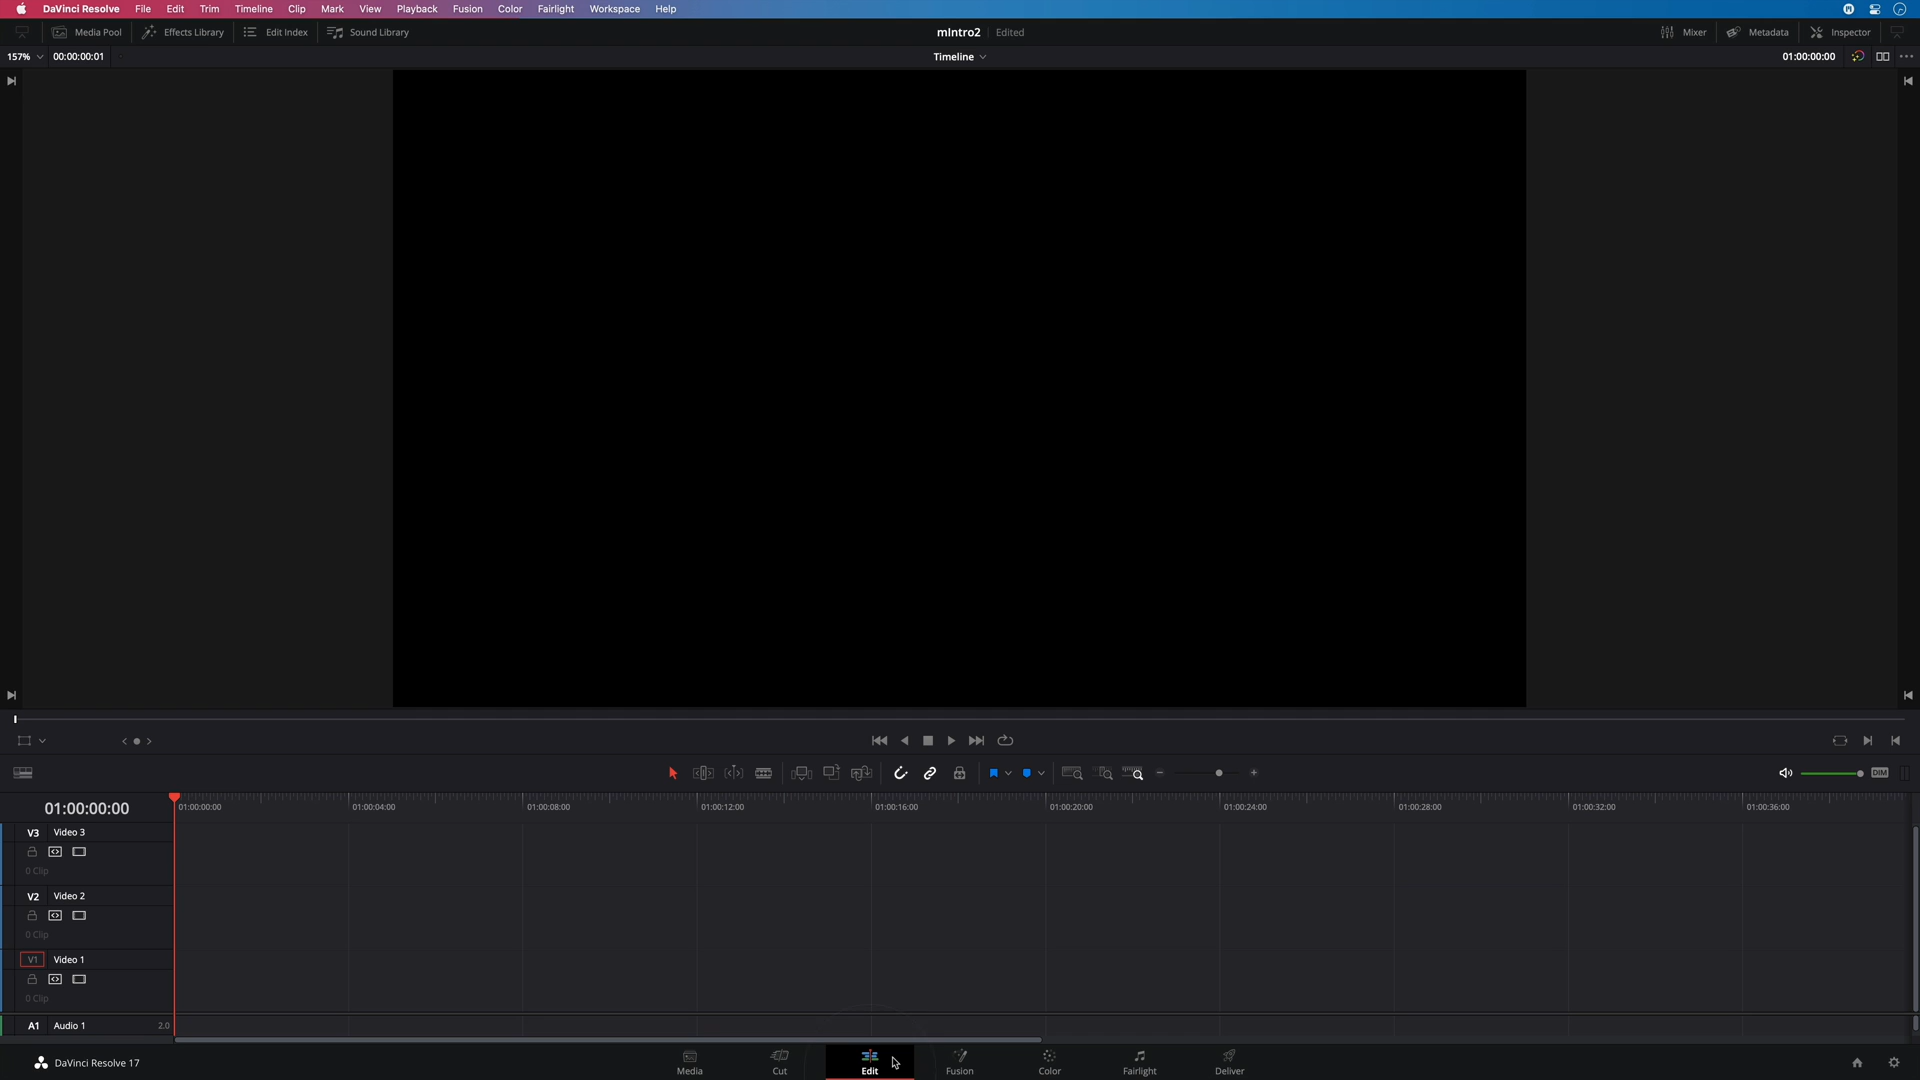 DaVinci Resolve File Edit Trim Timeline Clip Mark View Playback Fusion Color Fairlight Workspace Help
Media Pool Effects Library Edit Index Sound Library mIntro2 Edited Mixer Metadata Inspector
157% 00:00:00:01 Timeline 01:00:00:00
DIM
01:00:00:00 01:00:00:00 01:00:04:00 01:00:08:00 01:00:12:00 01:00:16:00 01:00:20:00 01:00:24:00 01:00:28:00 01:00:32:00 01:00:36:00
V3 Video 3
0 Clip
V2 Video 2
0 Clip
V1 Video 1
0 Clip
A1 Audio 1 2.0
DaVinci Resolve 17 Media Cut Edit Fusion Color Fairlight Deliver